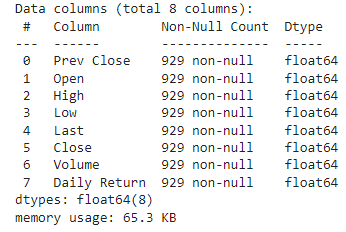 Data columns (total 8 columns):
 #   Column        Non-Null Count  Dtype
---  ------        --------------  -----
 0   Prev Close    929 non-null    float64
 1   Open          929 non-null    float64
 2   High          929 non-null    float64
 3   Low           929 non-null    float64
 4   Last          929 non-null    float64
 5   Close         929 non-null    float64
 6   Volume        929 non-null    float64
 7   Daily Return  929 non-null    float64
dtypes: float64(8)
memory usage: 65.3 KB